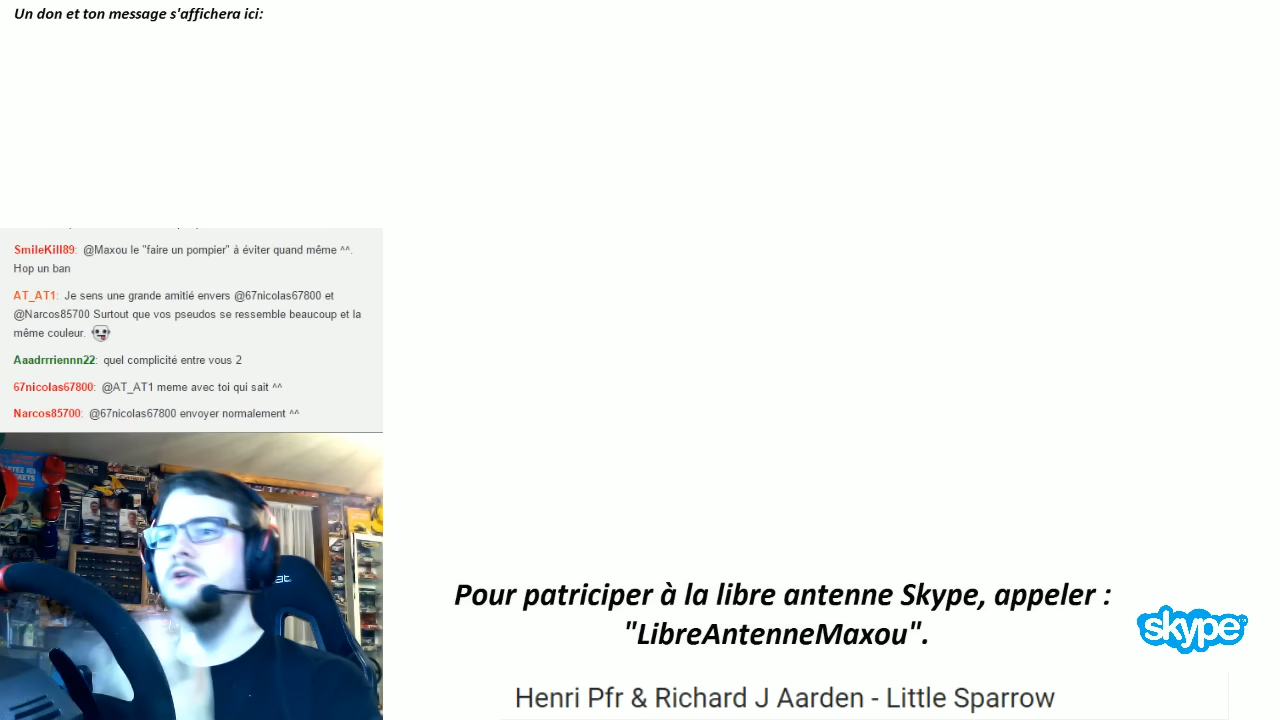 Un don et ton message s'affichera ici:
SmileKill89: @Maxou le "faire un pompier" à éviter quand même ^^.
Hop un ban
AT_AT1: Je sens une grande amitié envers @67nicolas67800 et
@Narcos85700 Surtout que vos pseudos se ressemble beaucoup et la
même couleur.
Aaadrrriennn22: quel complicité entre vous 2
67nicolas67800: @AT_AT1 meme avec toi qui sait ^^
Narcos85700: @67nicolas67800 envoyer normalement ^^
Pour patriciper à la libre antenne Skype, appeler :
"LibreAntenneMaxou".
skype
Henri Pfr & Richard J Aarden - Little Sparrow